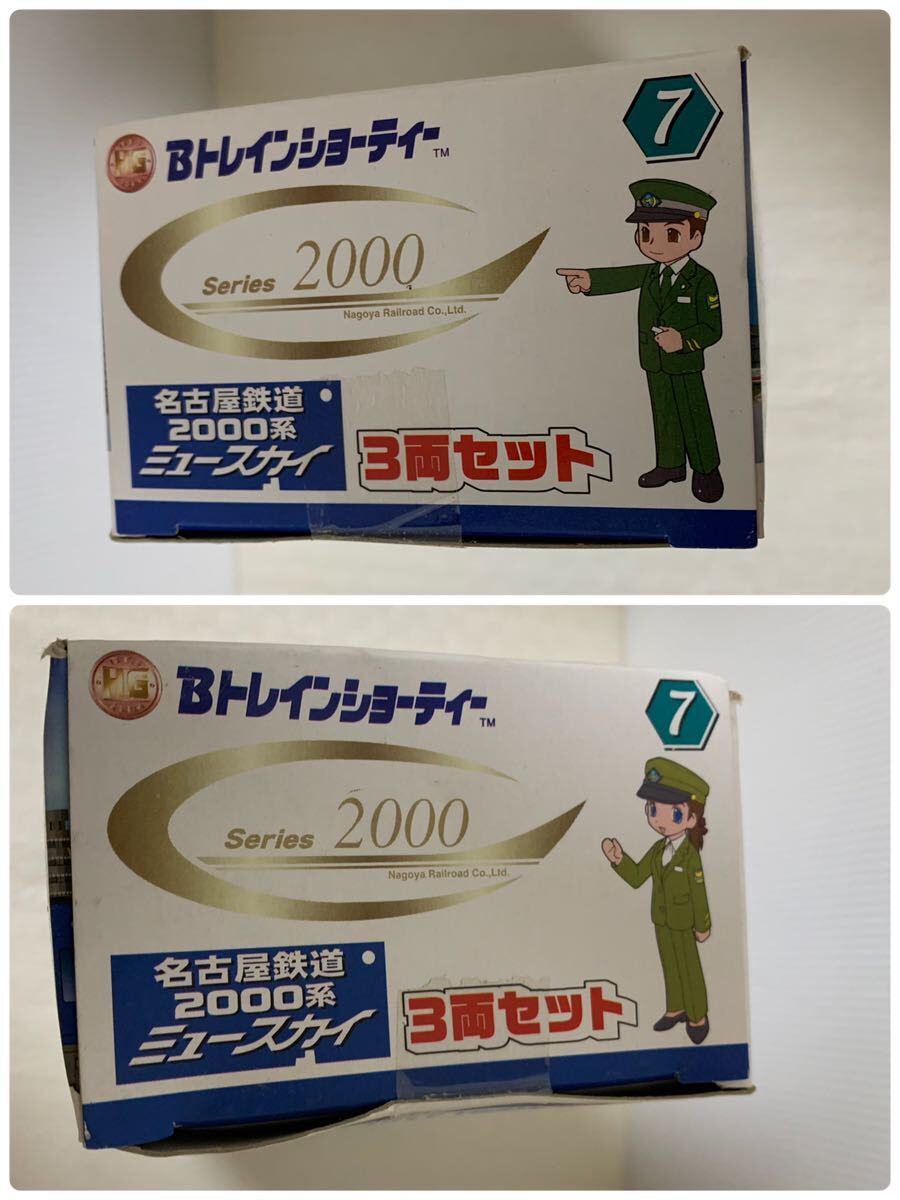 HG
Bトレインショーティー TM
7
Series 2000
Nagoya Railroad Co.,Ltd.
名古屋鉄道
2000系
ミュースカイ
3両セット
HG
Bトレインショーティー TM
7
Series 2000
Nagoya Railroad Co.,Ltd.
名古屋鉄道
2000系
ミュースカイ
3両セット